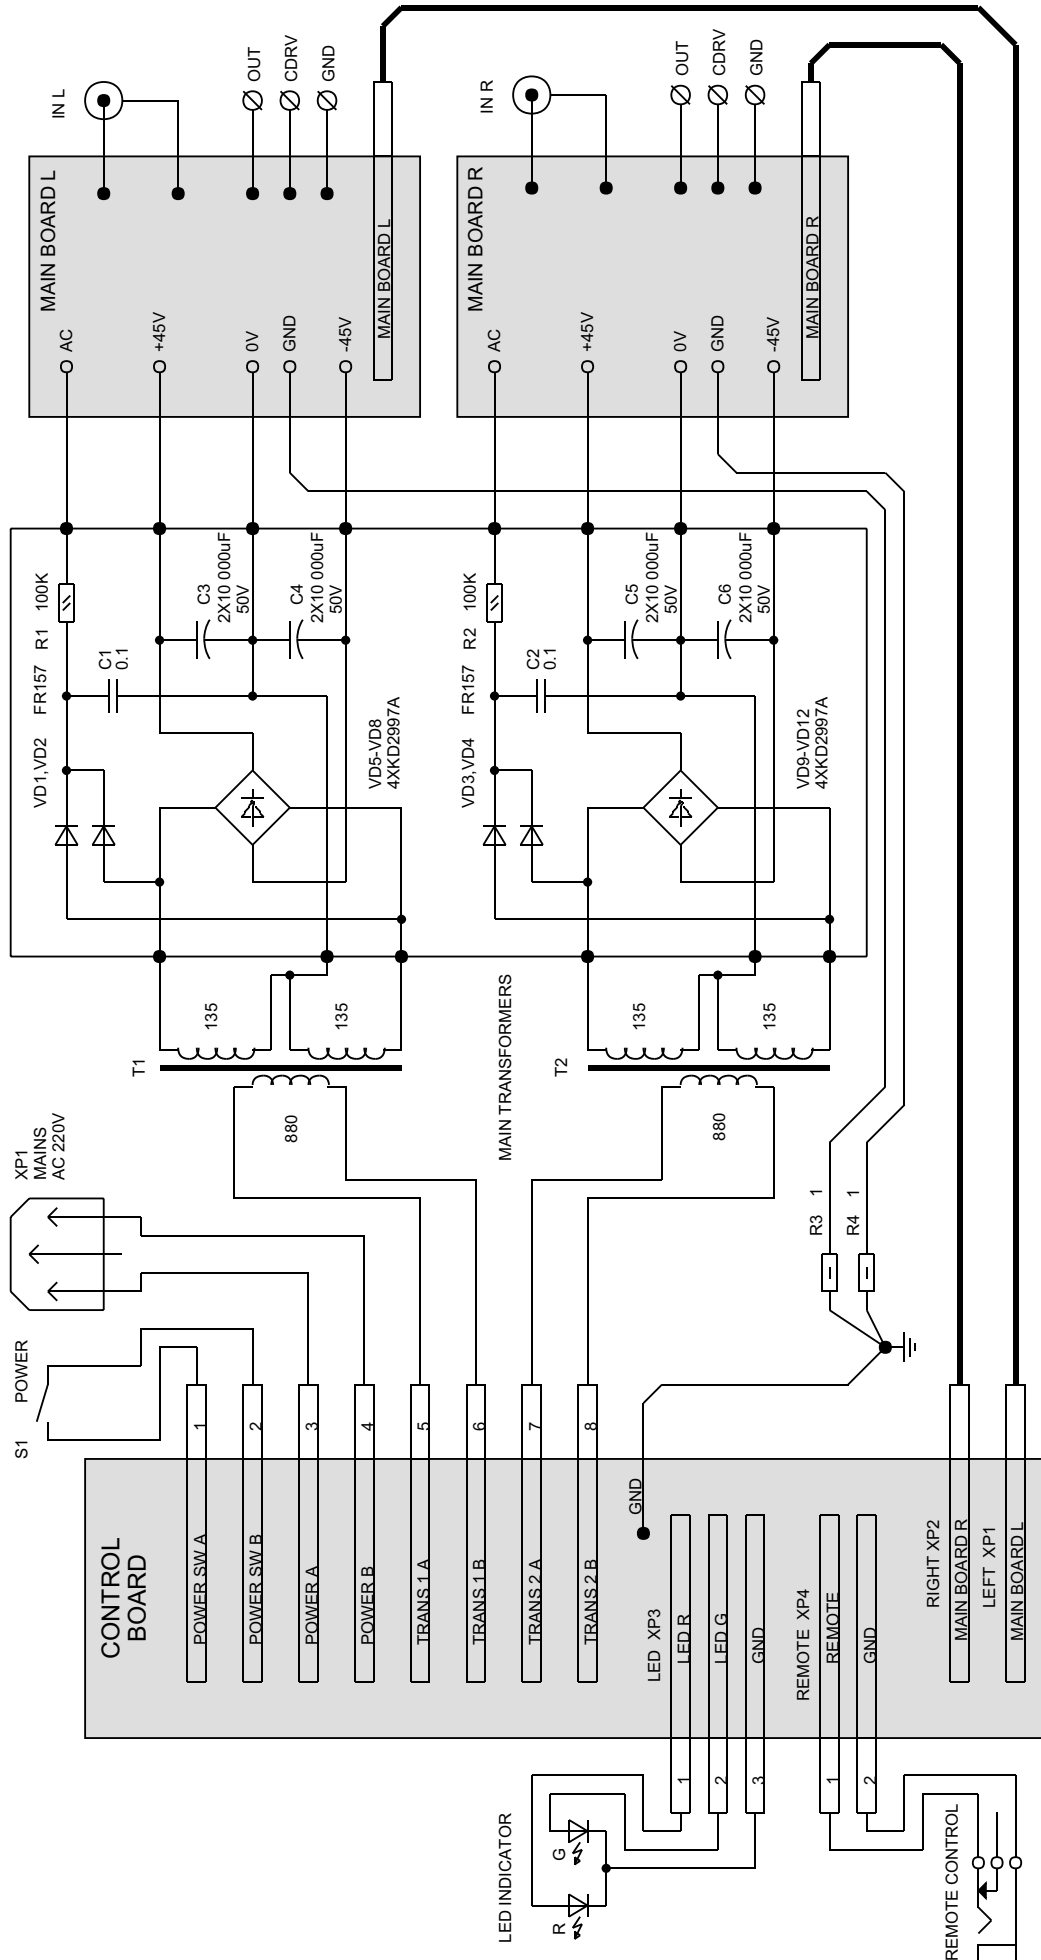 IN L
OUT
CDRV
GND
IN R
OUT
CDRV
GND
MAIN BOARD L
AC
+45V
0V
GND
-45V
MAIN BOARD L
MAIN BOARD R
AC
+45V
0V
GND
-45V
MAIN BOARD R
VD1,VD2
FR157
R1
100K
C1
0.1
C3
2X10 000uF
50V
C4
2X10 000uF
50V
VD5-VD8
4XKD2997A
VD3,VD4
FR157
R2
100K
C2
0.1
C5
2X10 000uF
50V
C6
2X10 000uF
50V
VD9-VD12
4XKD2997A
T1
135
135
880
MAIN TRANSFORMERS
T2
135
135
880
XP1
MAINS
AC 220V
S1
POWER
R3
1
R4
1
CONTROL
BOARD
POWER SW A
1
POWER SW B
2
POWER A
3
POWER B
4
TRANS 1 A
5
TRANS 1 B
6
TRANS 2 A
7
TRANS 2 B
8
GND
LED XP3
LED R
1
LED G
2
GND
3
REMOTE XP4
REMOTE
1
GND
2
RIGHT XP2
MAIN BOARD R
LEFT XP1
MAIN BOARD L
LED INDICATOR
R
G
REMOTE CONTROL